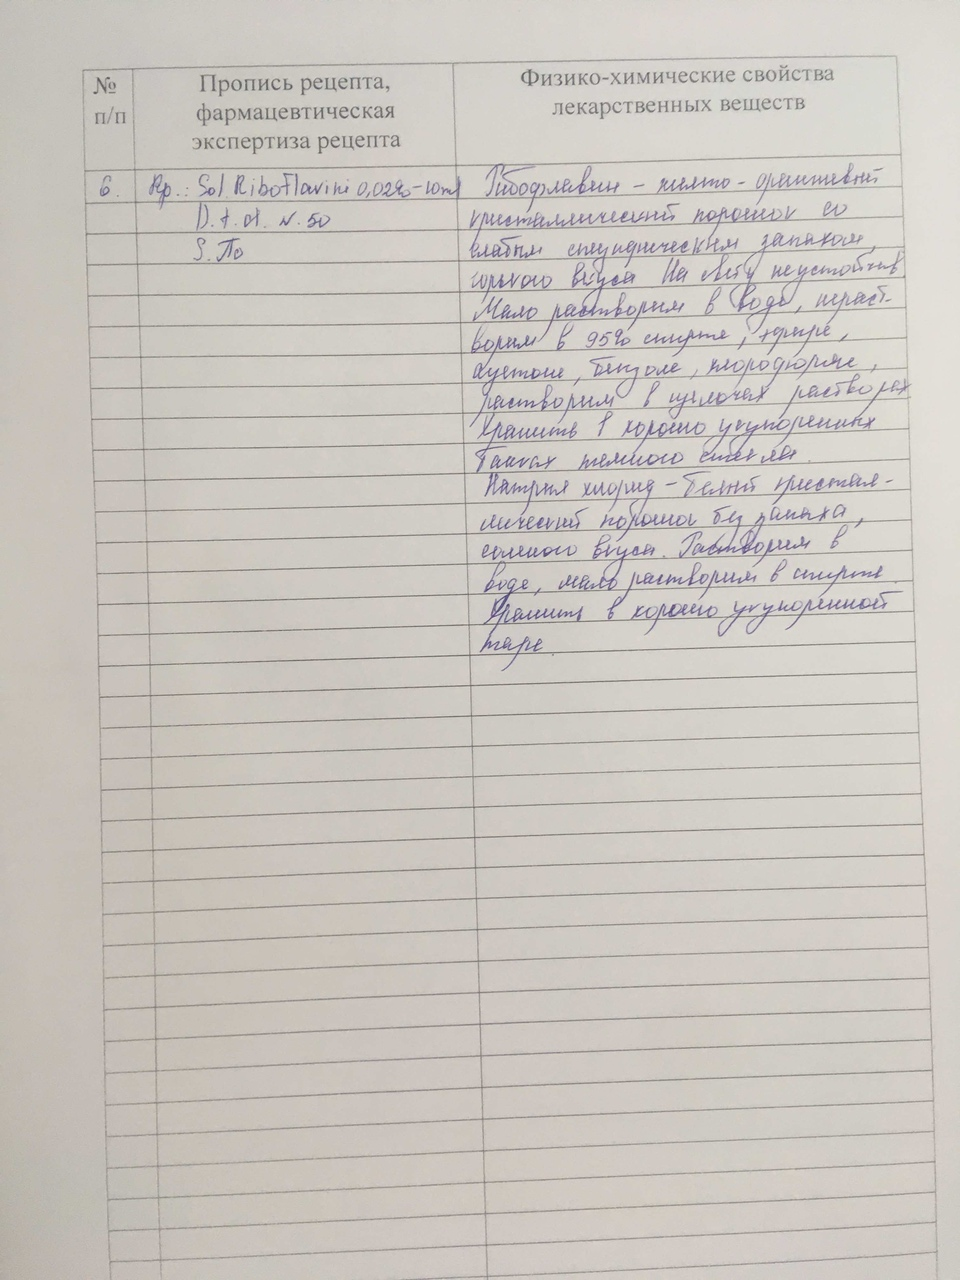 № п/п
Пропись рецепта, фармацевтическая экспертиза рецепта
Физико-химические свойства лекарственных веществ
6.
Rp.: Sol. Riboflavini 0,02% - 10ml
D.t.d. N. 50
S. По
Рибофлавин - желто-оранжевый
кристаллический порошок со
слабым специфическим запахом,
горького вкуса На свету неустойчив
Мало растворим в воде, нераст-
ворим в 95% спирте, эфире,
ацетоне, бензоле, хлороформе,
растворим в щелочах растворах
Хранить в хорошо укупоренных
банках темного стекла.
Натрия хлорид - белый кристал-
лический порошок без запаха,
соленого вкуса. Растворим в
воде, мало растворим в спирте.
Хранить в хорошо укупоренной
таре.